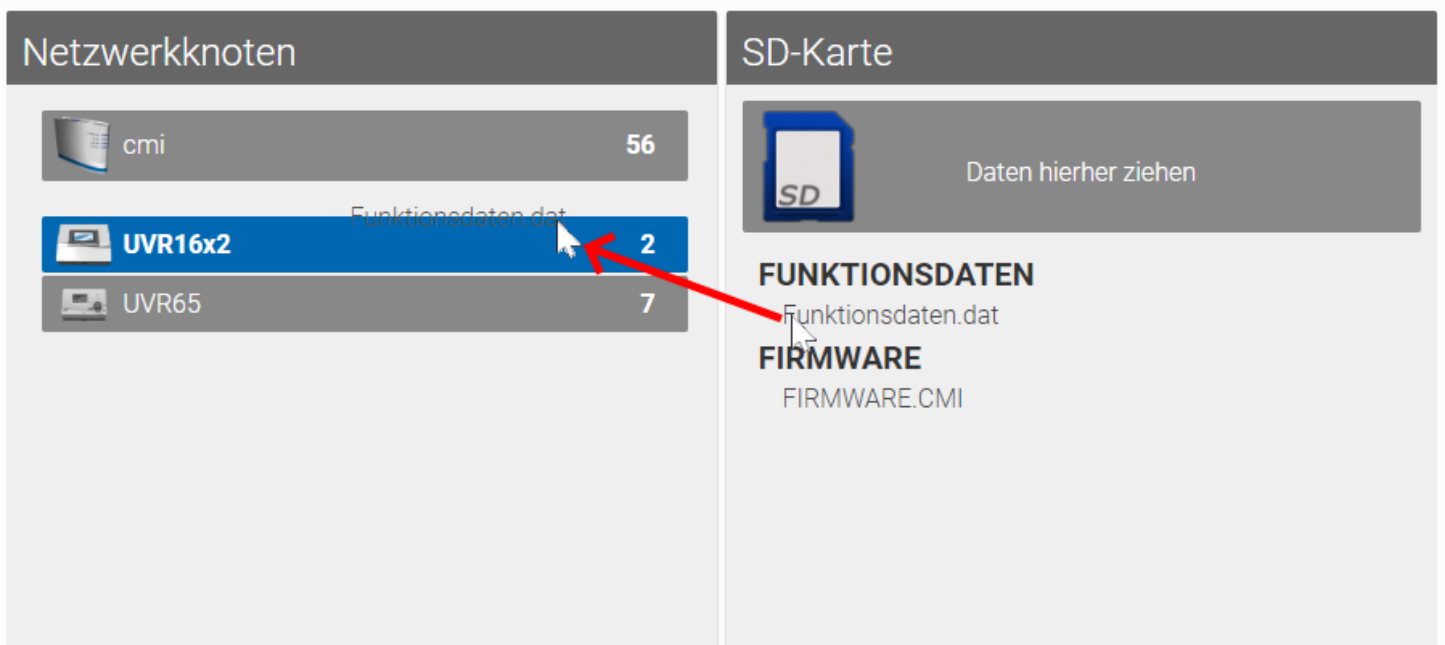 Netzwerkknoten
cmi 56
Funktionsdaten.dat
UVR16x2 2
UVR65 7
SD-Karte
SD
Daten hierher ziehen
FUNKTIONSDATEN
Funktionsdaten.dat
FIRMWARE
FIRMWARE.CMI